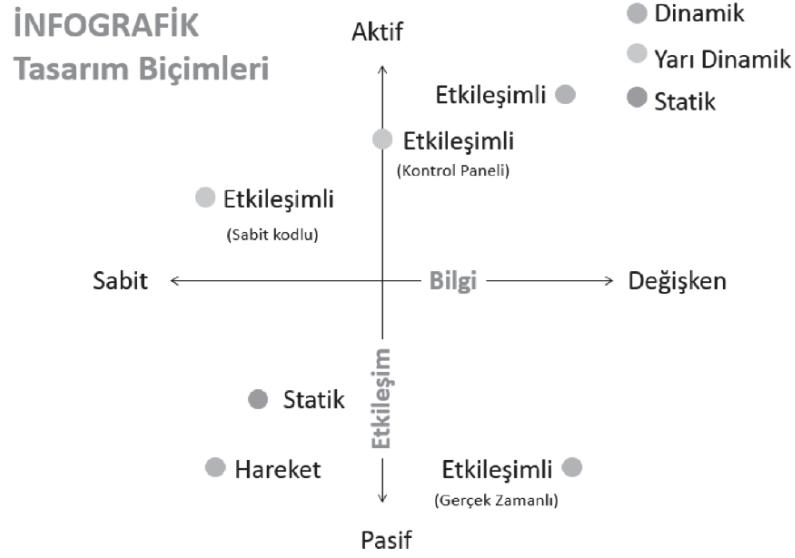 İNFOGRAFİK
Tasarım Biçimleri
Dinamik
Yarı Dinamik
Statik
Aktif
Etkileşimli
Etkileşimli
(Kontrol Paneli)
Etkileşimli
(Sabit kodlu)
Sabit
Bilgi
Değişken
Etkileşim
Statik
Hareket
Etkileşimli
(Gerçek Zamanlı)
Pasif